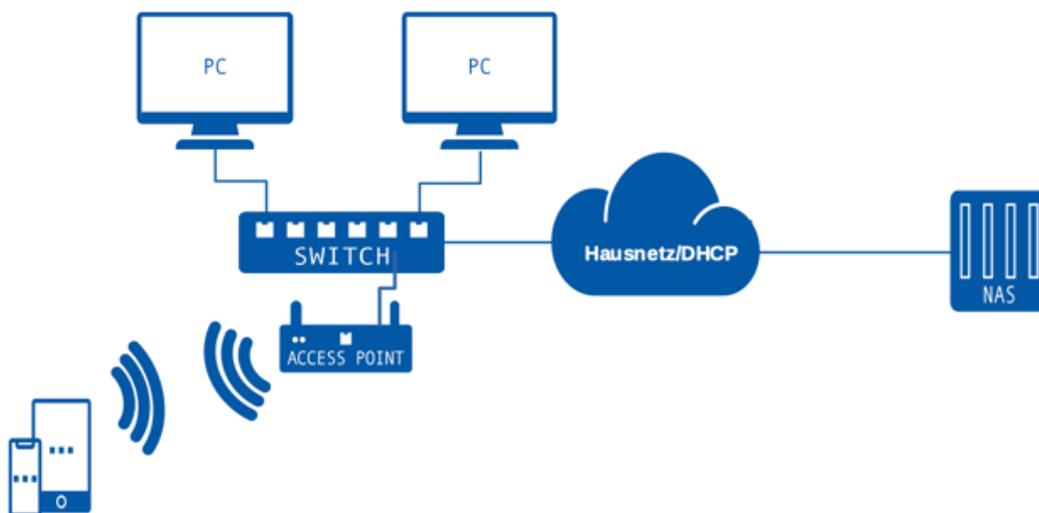 PC
PC
SWITCH
Hausnetz/DHCP
NAS
ACCESS POINT